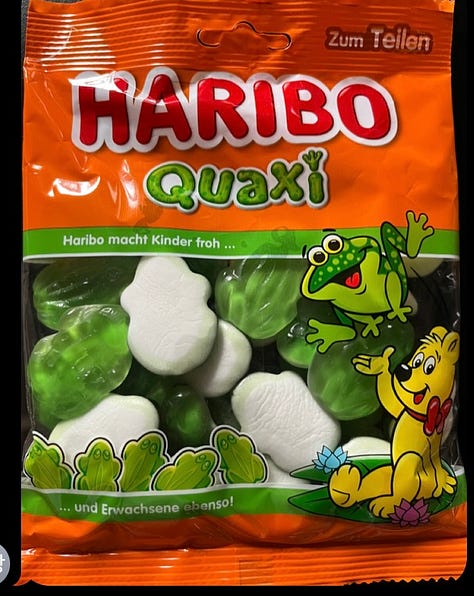 Zum Teilen
HARIBO
Quaxi
Haribo macht Kinder froh ...
... und Erwachsene ebenso!